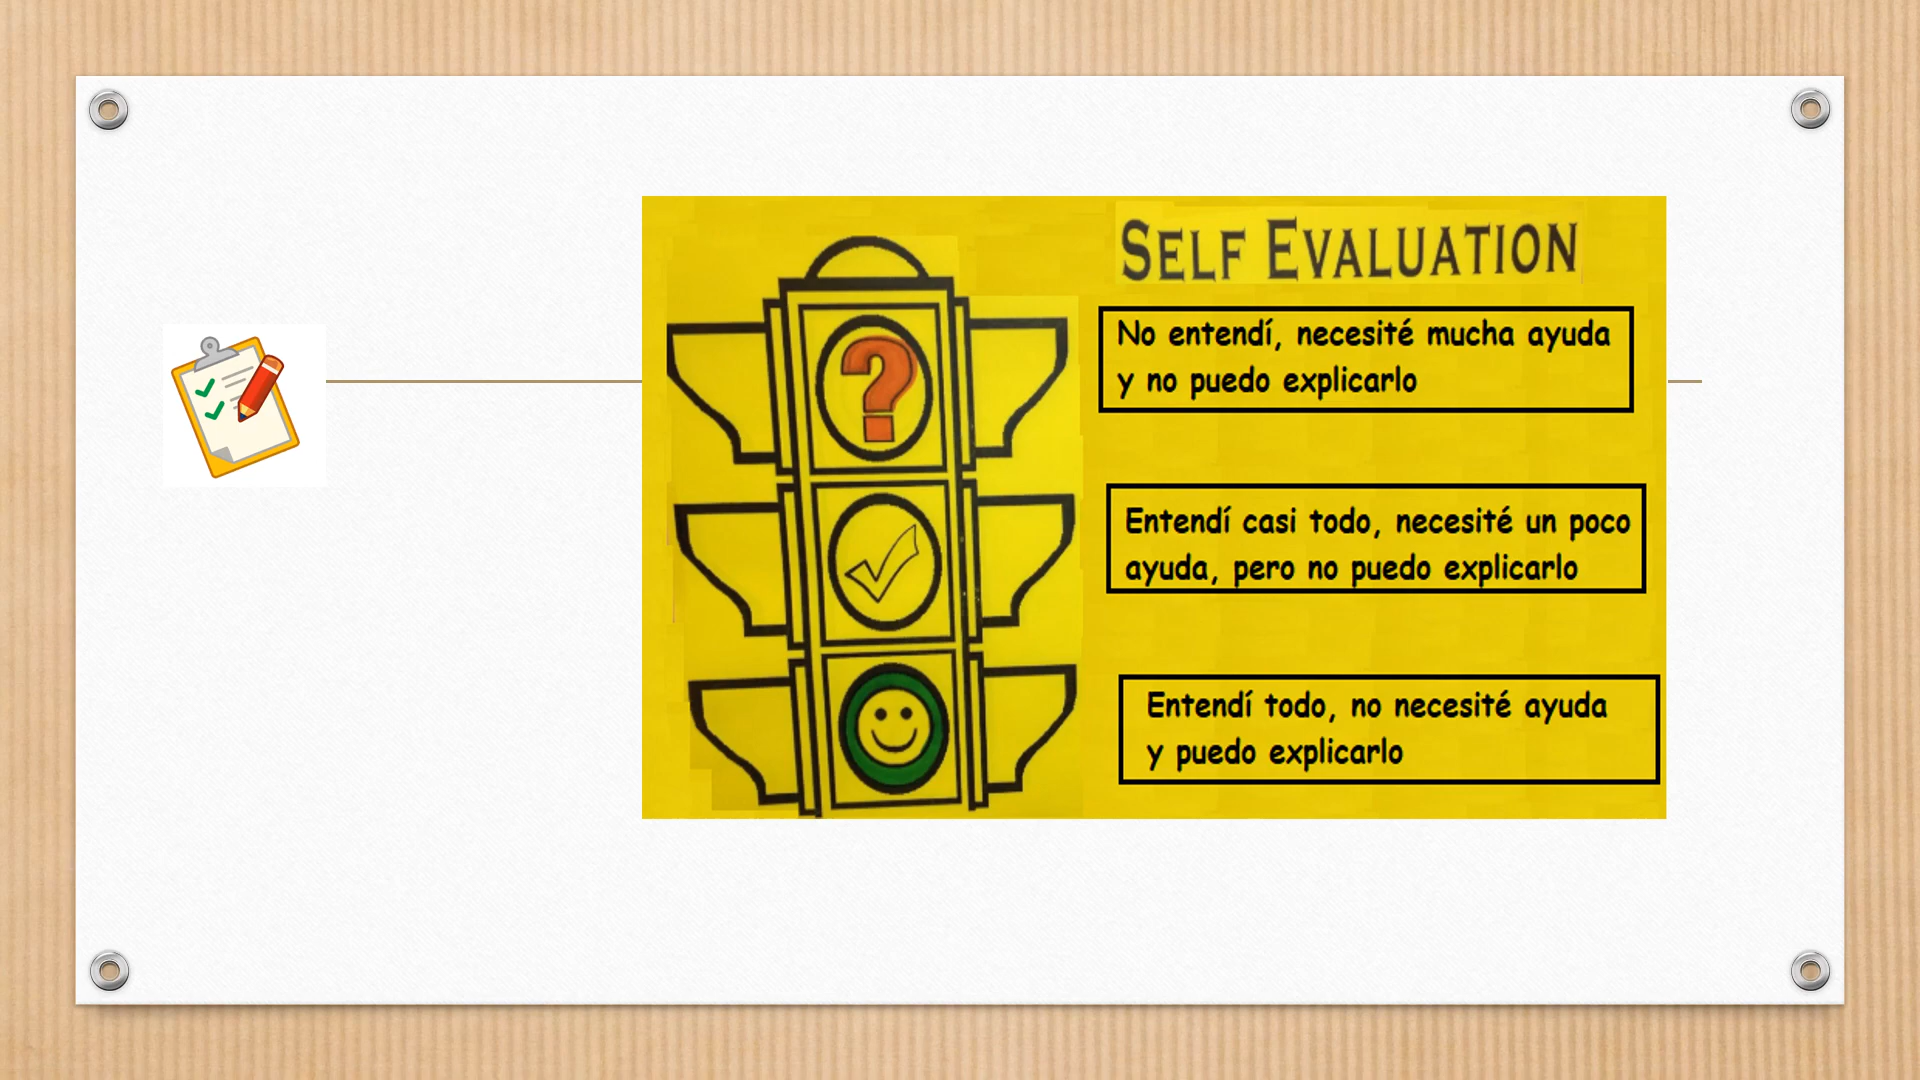 SELF EVALUATION
No entendí, necesité mucha ayuda
y no puedo explicarlo
Entendí casi todo, necesité un poco
ayuda, pero no puedo explicarlo
Entendí todo, no necesité ayuda
y puedo explicarlo